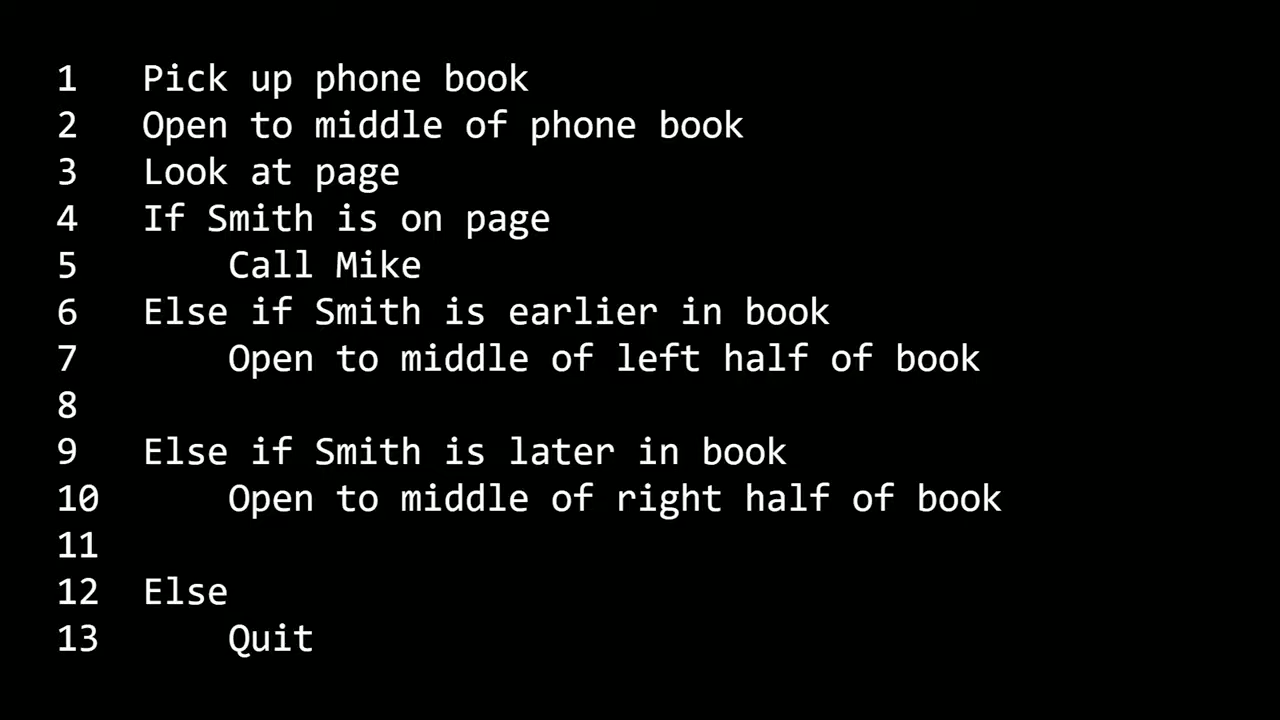 1 Pick up phone book
2 Open to middle of phone book
3 Look at page
4 If Smith is on page
5     Call Mike
6 Else if Smith is earlier in book
7     Open to middle of left half of book
8
9 Else if Smith is later in book
10     Open to middle of right half of book
11
12 Else
13     Quit